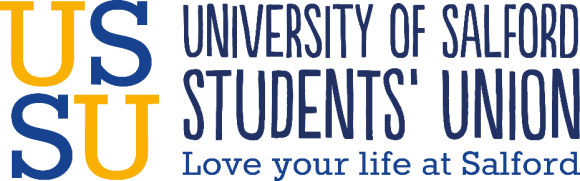 US
SU
UNIVERSITY OF SALFORD
STUDENTS' UNION
Love your life at Salford